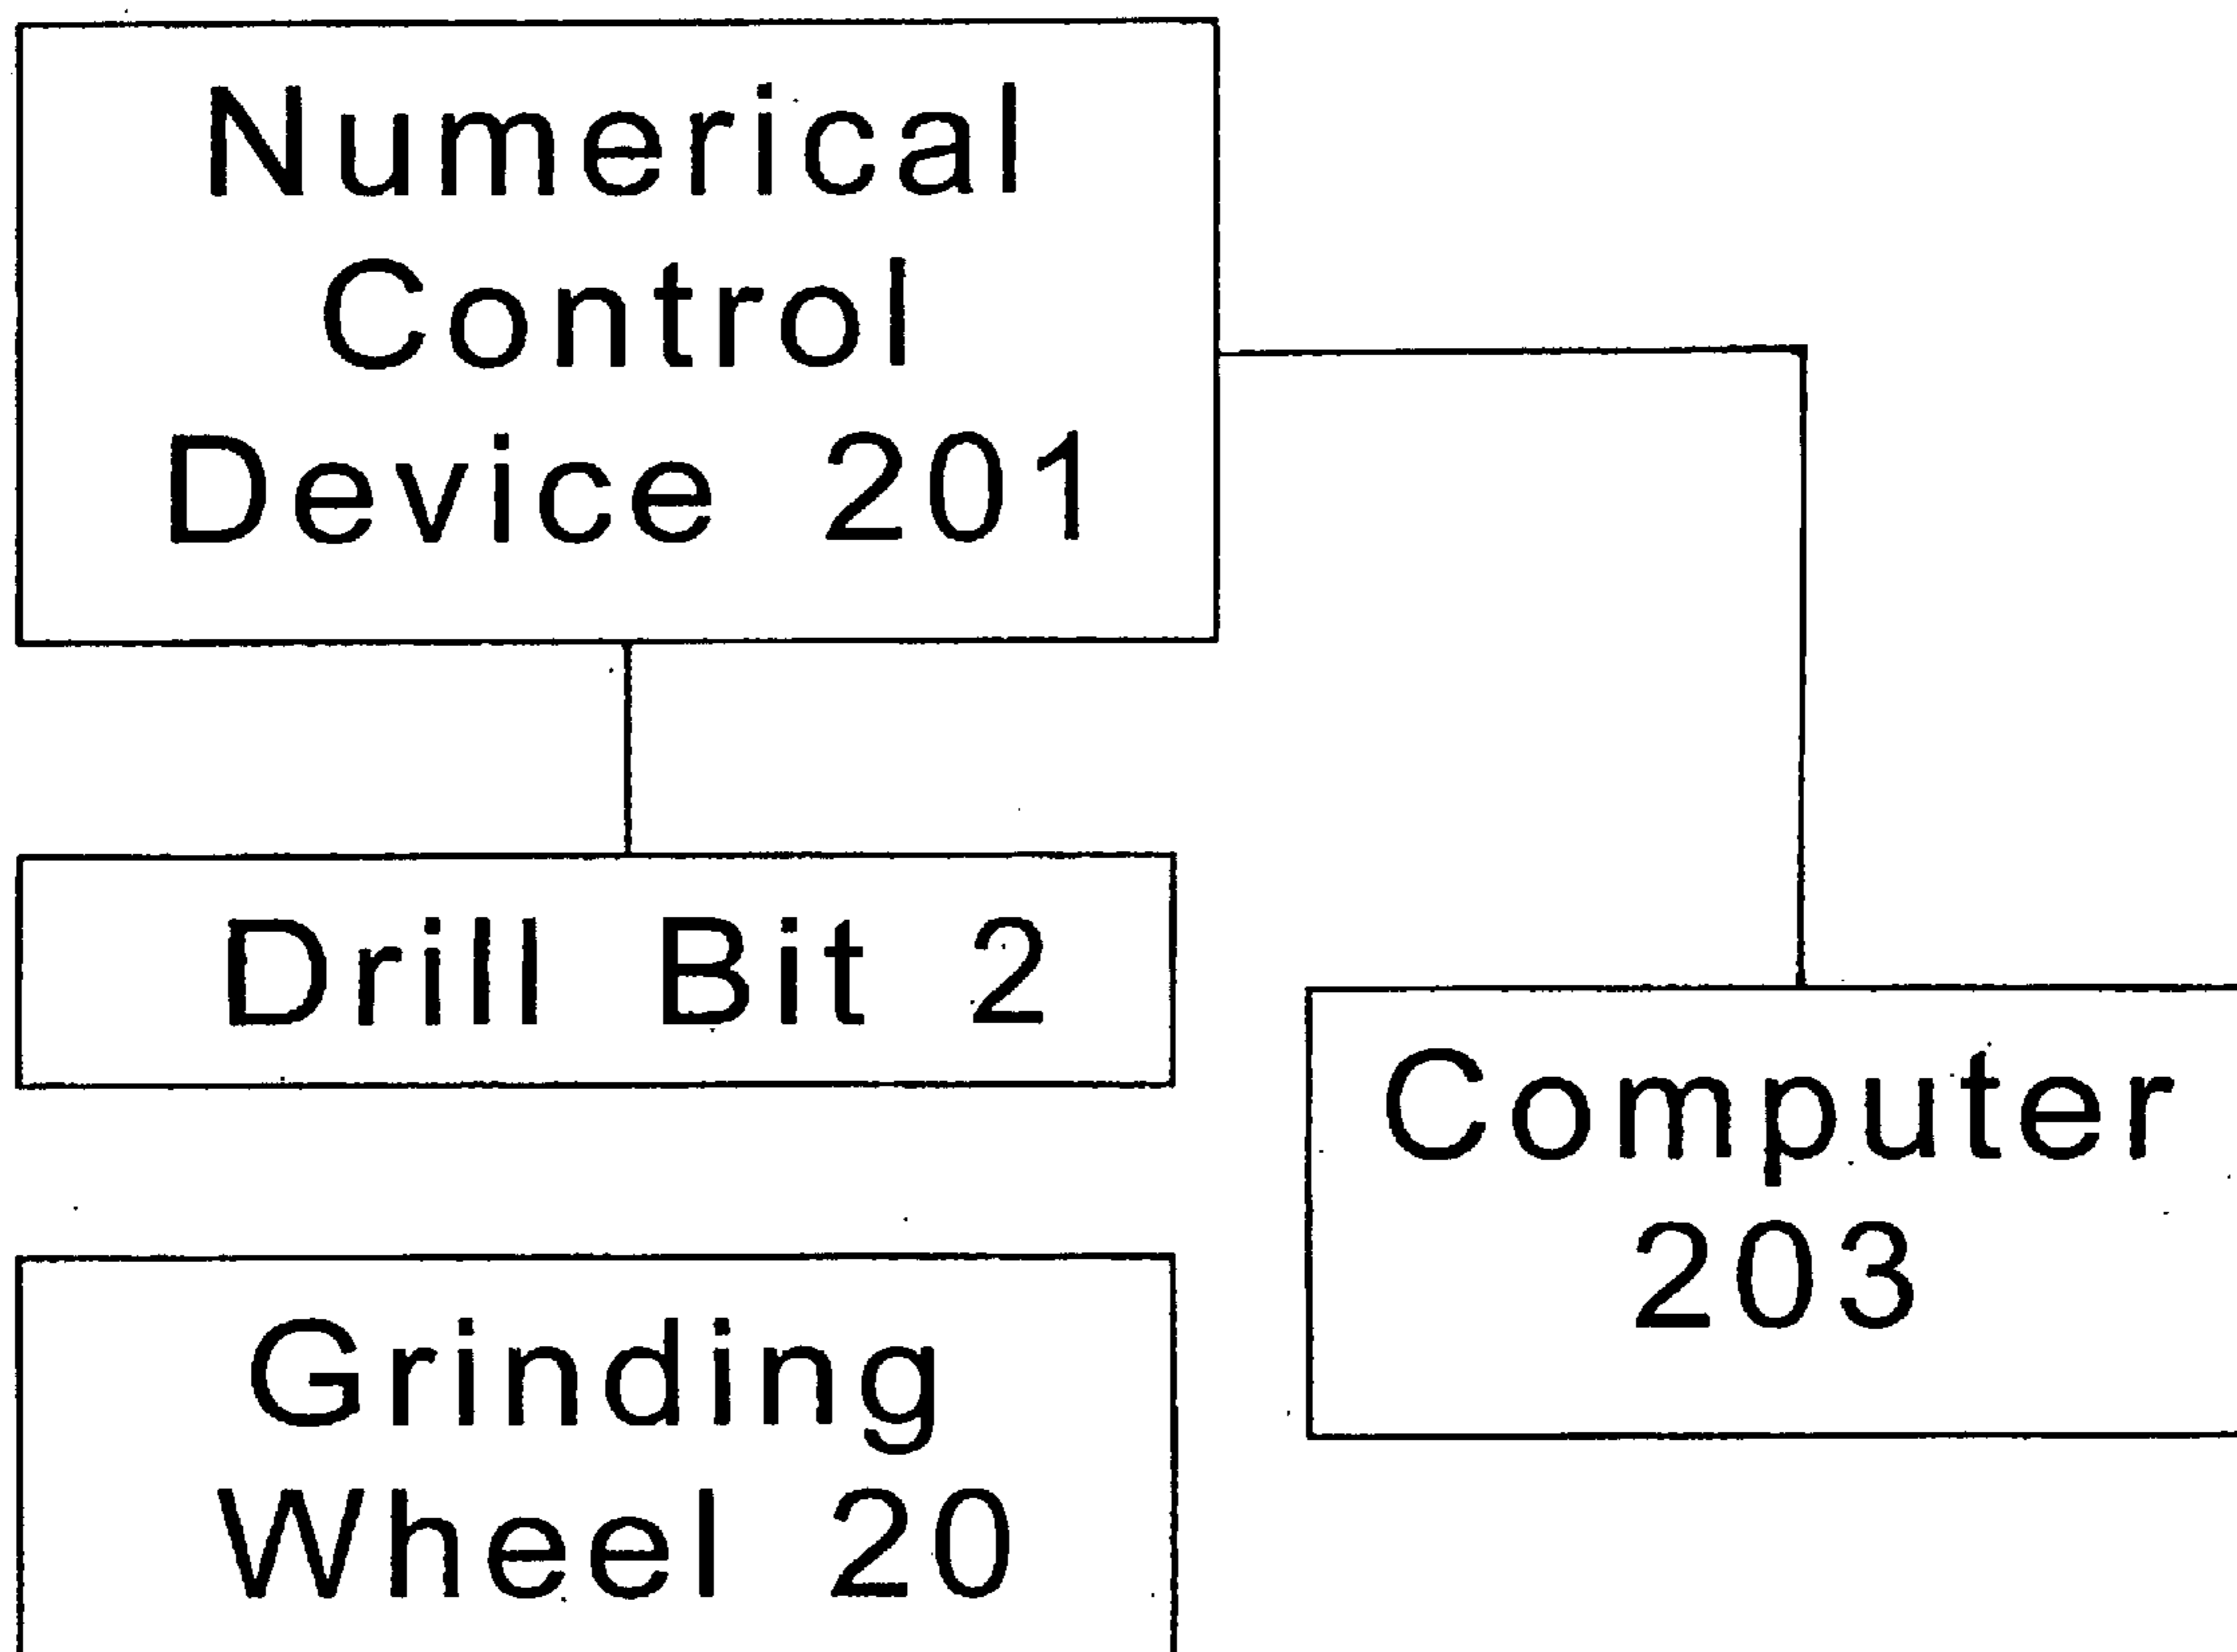 Numerical
Control
Device 201
Drill Bit 2
Computer
203
Grinding
Wheel 20